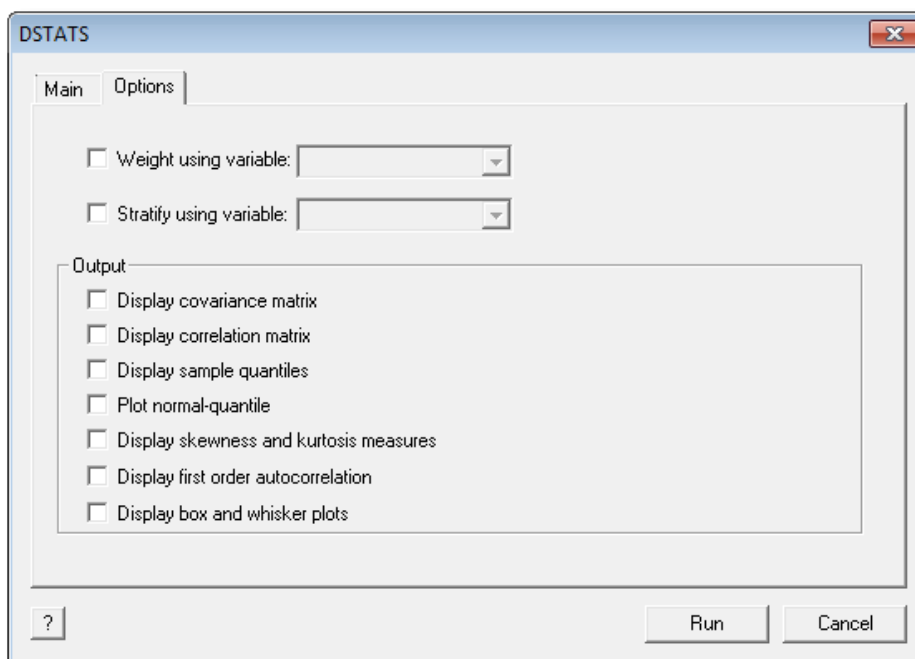 DSTATS
Main
Options
Weight using variable:
Stratify using variable:
Output
Display covariance matrix
Display correlation matrix
Display sample quantiles
Plot normal-quantile
Display skewness and kurtosis measures
Display first order autocorrelation
Display box and whisker plots
?
Run
Cancel